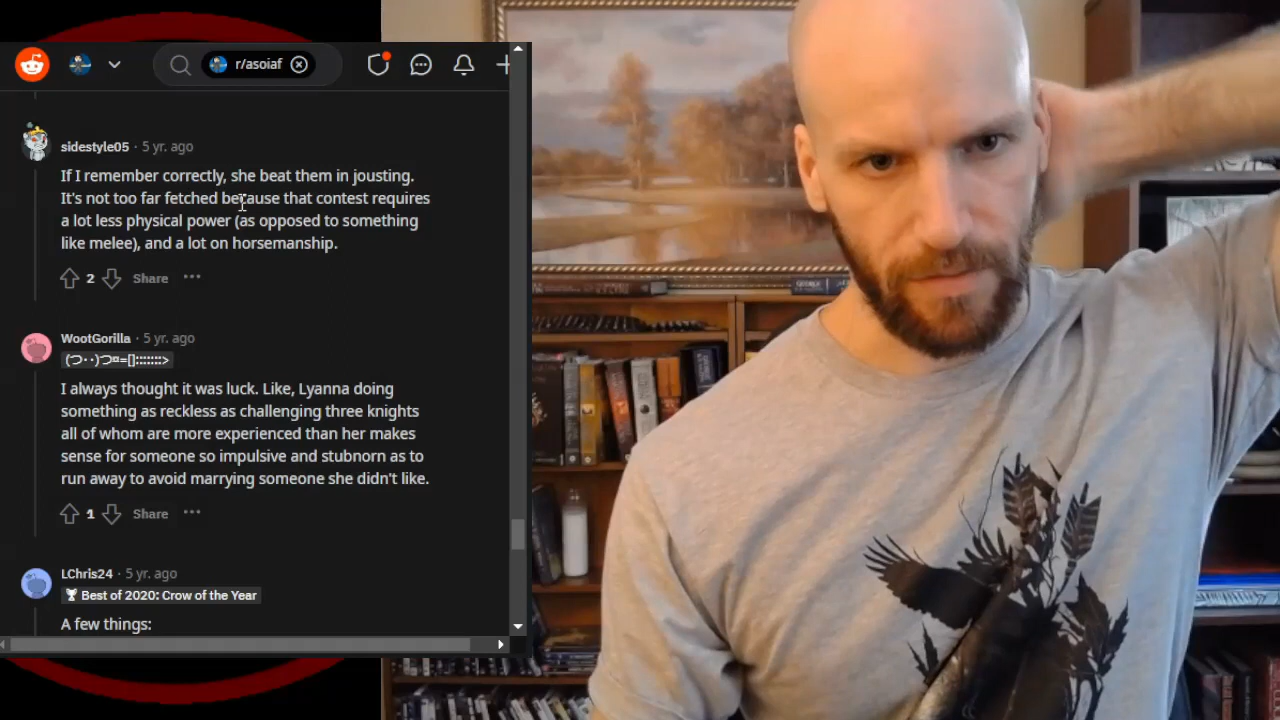 r/asoiaf
sidestyle05 · 5 yr. ago
If I remember correctly, she beat them in jousting.
It's not too far fetched because that contest requires
a lot less physical power (as opposed to something
like melee), and a lot on horsemanship.
2 Share
WootGorilla · 5 yr. ago
(つ··)つ¤=[]:::::::>
I always thought it was luck. Like, Lyanna doing
something as reckless as challenging three knights
all of whom are more experienced than her makes
sense for someone so impulsive and stubnorn as to
run away to avoid marrying someone she didn't like.
1 Share
LChris24 · 5 yr. ago
Best of 2020: Crow of the Year
A few things:
GEORGE